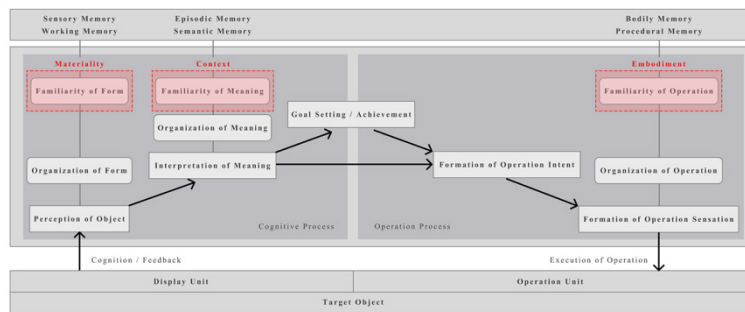 Sensory Memory
Working Memory
Episodic Memory
Semantic Memory
Bodily Memory
Procedural Memory
Materiality
Context
Embodiment
Familiarity of Form
Familiarity of Meaning
Familiarity of Operation
Goal Setting / Achievement
Organization of Meaning
Organization of Form
Interpretation of Meaning
Formation of Operation Intent
Organization of Operation
Perception of Object
Cognitive Process
Operation Process
Formation of Operation Sensation
Cognition / Feedback
Execution of Operation
Display Unit
Operation Unit
Target Object